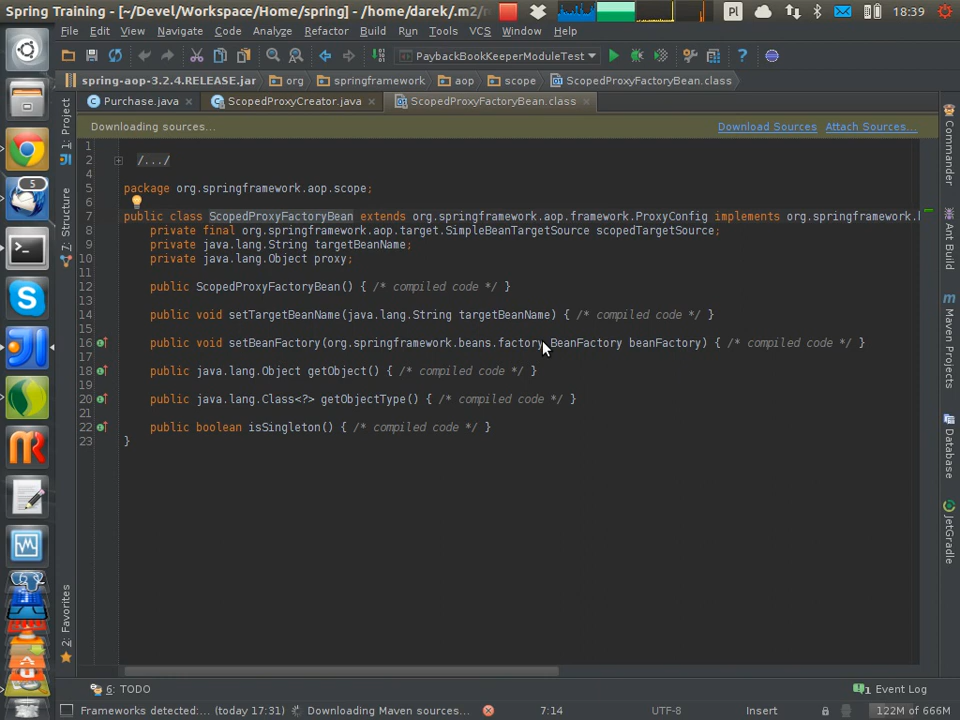 Spring Training - [~/Devel/Workspace/Home/spring] - /home/darek/.m2/
Pl
18:39
File Edit View Navigate Code Analyze Refactor Build Run Tools VCS Window Help
PaybackBookKeeperModuleTest
spring-aop-3.2.4.RELEASE.jar org springframework aop scope ScopedProxyFactoryBean.class
Purchase.java ScopedProxyCreator.java ScopedProxyFactoryBean.class
Downloading sources... Download Sources Attach Sources...
1
2 /.../
4
5 package org.springframework.aop.scope;
6
7 public class ScopedProxyFactoryBean extends org.springframework.aop.framework.ProxyConfig implements org.springframework.
8 private final org.springframework.aop.target.SimpleBeanTargetSource scopedTargetSource;
9 private java.lang.String targetBeanName;
10 private java.lang.Object proxy;
11
12 public ScopedProxyFactoryBean() { /* compiled code */ }
13
14 public void setTargetBeanName(java.lang.String targetBeanName) { /* compiled code */ }
15
16 public void setBeanFactory(org.springframework.beans.factory.BeanFactory beanFactory) { /* compiled code */ }
17
18 public java.lang.Object getObject() { /* compiled code */ }
19
20 public java.lang.Class<?> getObjectType() { /* compiled code */ }
21
22 public boolean isSingleton() { /* compiled code */ }
23 }
1: Project
7: Structure
2: Favorites
5
Commander
Ant Build
Maven Projects
Database
JetGradle
6: TODO
1 Event Log
Frameworks detected:... (today 17:31) Downloading Maven sources... 7:14 UTF-8 Insert 122M of 666M